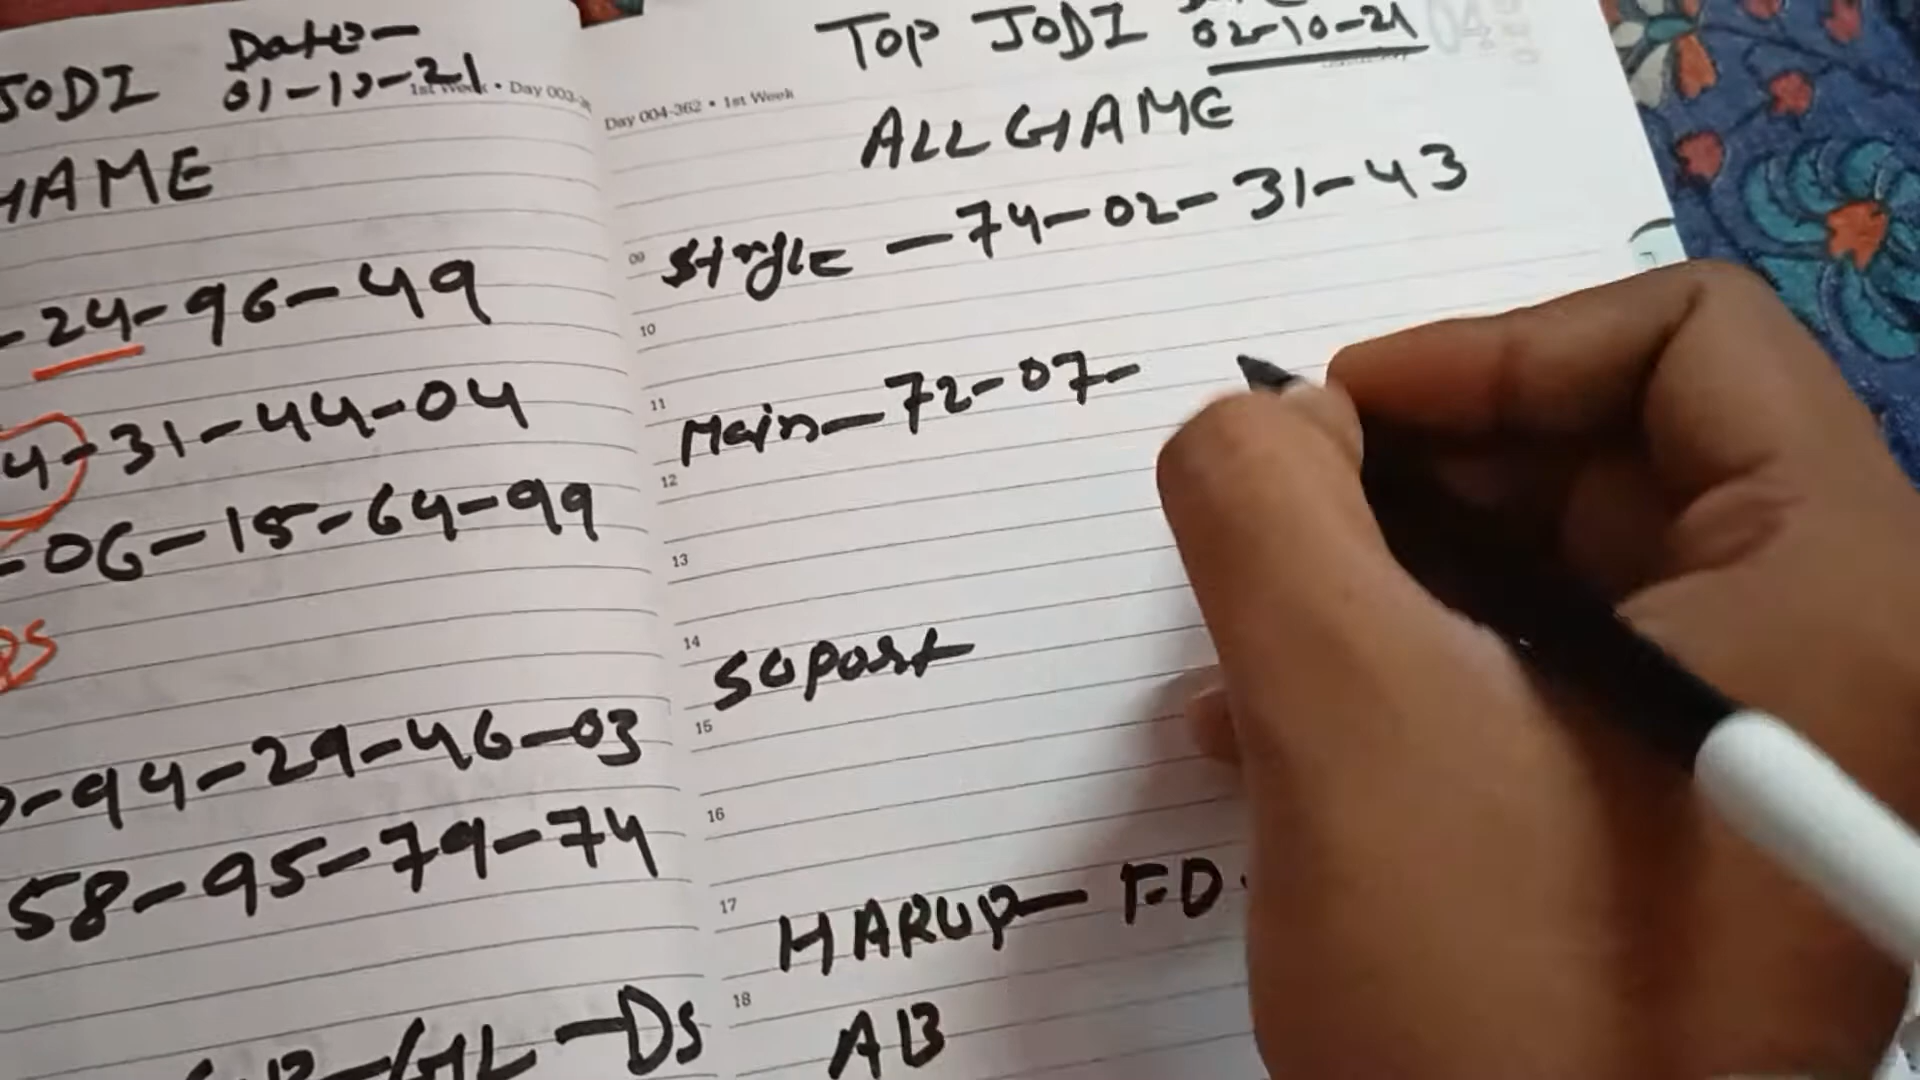 JODI Date-
01-10-21
1st Week • Day 003-
HAME
-24-96-49
4-31-44-04
-06-15-64-99
DS
-94-29-46-03
58-95-79-74
-GL-DS
TOP JODI
02-10-21
Day 004-362 • 1st Week
ALL GAME
09 Single -74-02-31-43
10
11 Main-72-07-
12
13
14 Soport
15
16
17 HARUP- FD
18 AB